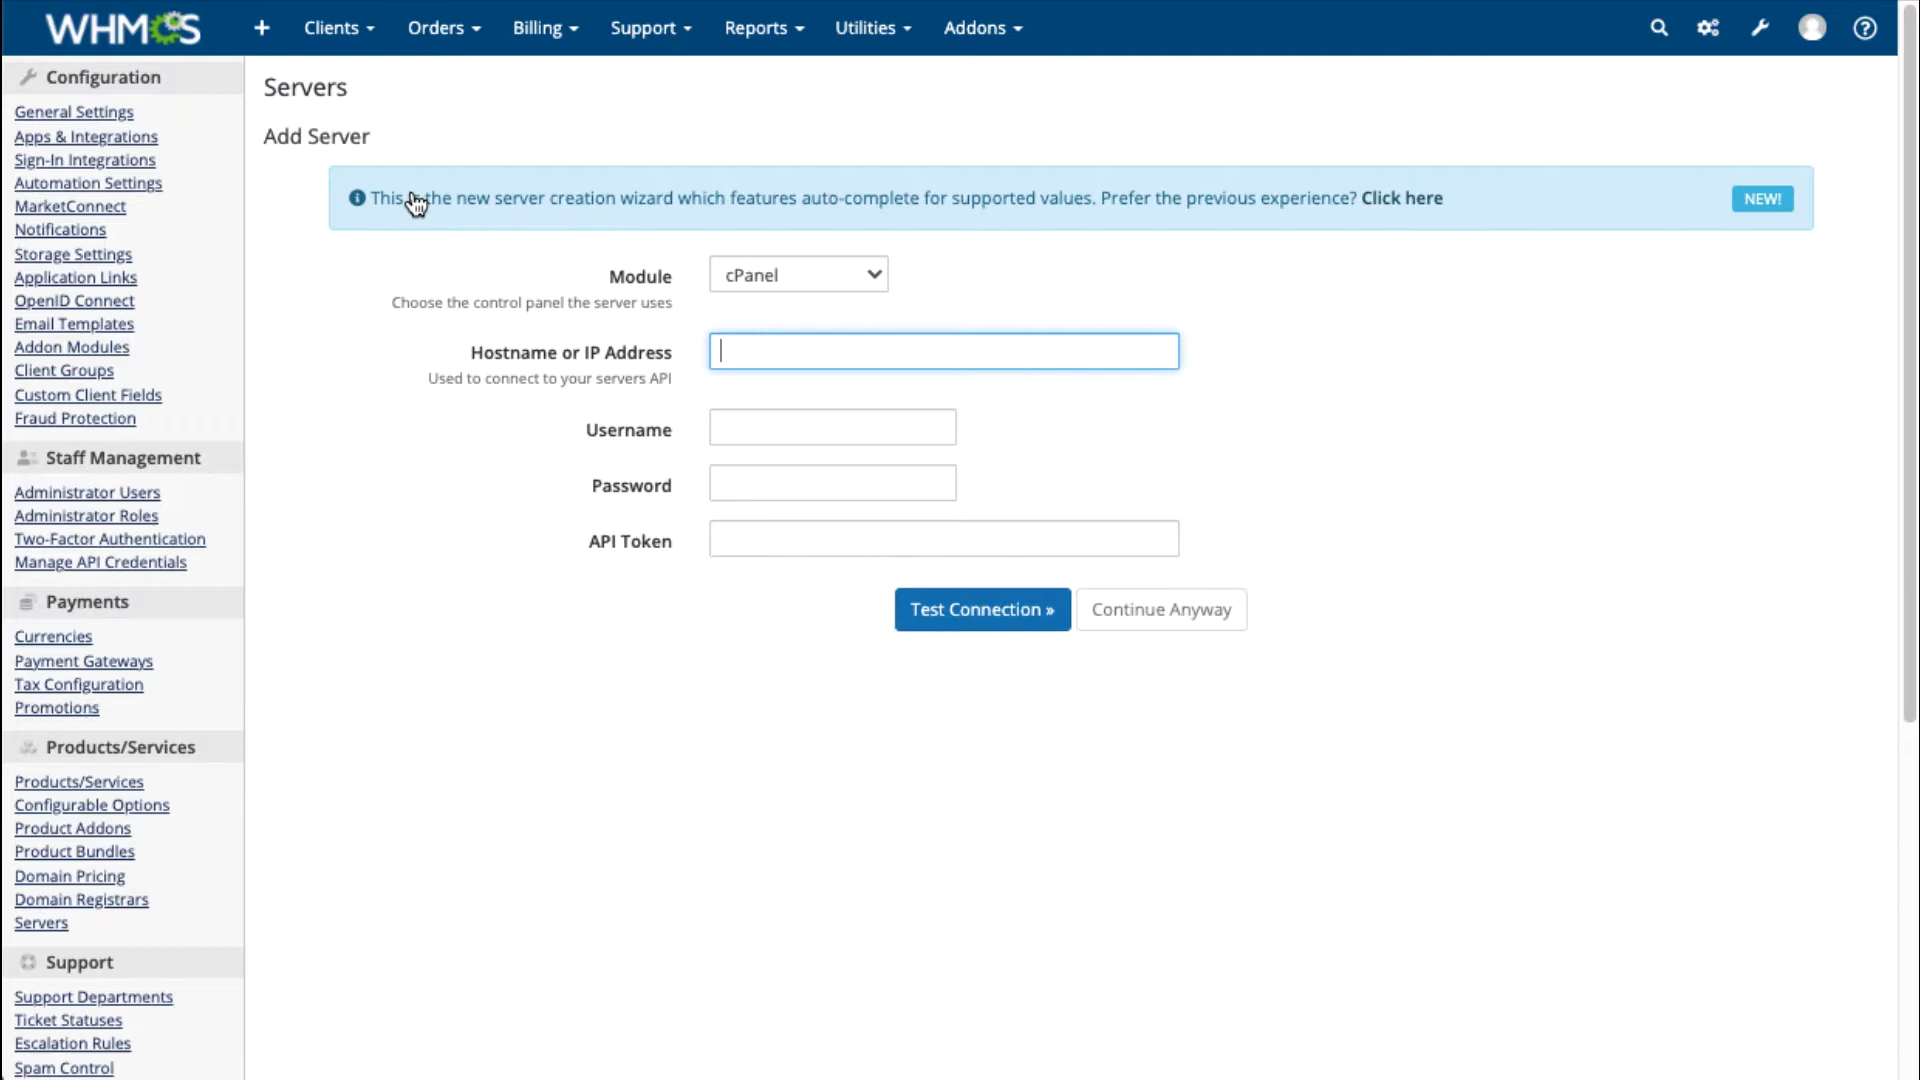 WHMCS
+ Clients Orders Billing Support Reports Utilities Addons
Configuration
General Settings
Apps & Integrations
Sign-In Integrations
Automation Settings
MarketConnect
Notifications
Storage Settings
Application Links
OpenID Connect
Email Templates
Addon Modules
Client Groups
Custom Client Fields
Fraud Protection
Staff Management
Administrator Users
Administrator Roles
Two-Factor Authentication
Manage API Credentials
Payments
Currencies
Payment Gateways
Tax Configuration
Promotions
Products/Services
Products/Services
Configurable Options
Product Addons
Product Bundles
Domain Pricing
Domain Registrars
Servers
Support
Support Departments
Ticket Statuses
Escalation Rules
Spam Control
Servers
Add Server
This the new server creation wizard which features auto-complete for supported values. Prefer the previous experience? Click here NEW!
Module cPanel
Choose the control panel the server uses
Hostname or IP Address
Used to connect to your servers API
Username
Password
API Token
Test Connection » Continue Anyway